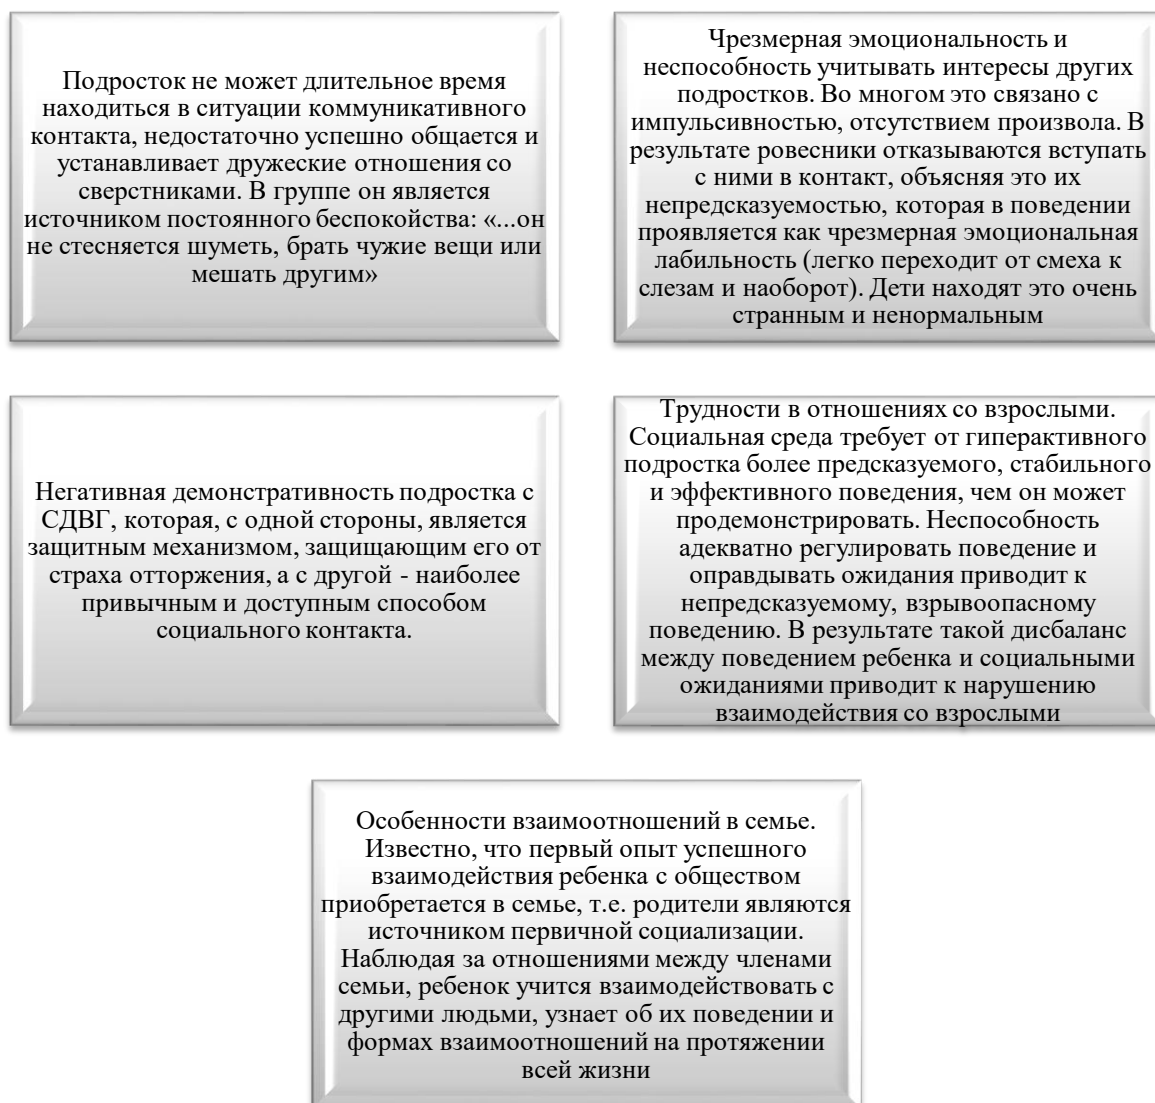 Подросток не может длительное время
находиться в ситуации коммуникативного
контакта, недостаточно успешно общается и
устанавливает дружеские отношения со
сверстниками. В группе он является
источником постоянного беспокойства: «...он
не стесняется шуметь, брать чужие вещи или
мешать другим»
Чрезмерная эмоциональность и
неспособность учитывать интересы других
подростков. Во многом это связано с
импульсивностью, отсутствием произвола. В
результате ровесники отказываются вступать
с ними в контакт, объясняя это их
непредсказуемостью, которая в поведении
проявляется как чрезмерная эмоциональная
лабильность (легко переходит от смеха к
слезам и наоборот). Дети находят это очень
странным и ненормальным
Негативная демонстративность подростка с
СДВГ, которая, с одной стороны, является
защитным механизмом, защищающим его от
страха отторжения, а с другой - наиболее
привычным и доступным способом
социального контакта.
Трудности в отношениях со взрослыми.
Социальная среда требует от гиперактивного
подростка более предсказуемого, стабильного
и эффективного поведения, чем он может
продемонстрировать. Неспособность
адекватно регулировать поведение и
оправдывать ожидания приводит к
непредсказуемому, взрывоопасному
поведению. В результате такой дисбаланс
между поведением ребенка и социальными
ожиданиями приводит к нарушению
взаимодействия со взрослыми
Особенности взаимоотношений в семье.
Известно, что первый опыт успешного
взаимодействия ребенка с обществом
приобретается в семье, т.е. родители являются
источником первичной социализации.
Наблюдая за отношениями между членами
семьи, ребенок учится взаимодействовать с
другими людьми, узнает об их поведении и
формах взаимоотношений на протяжении
всей жизни